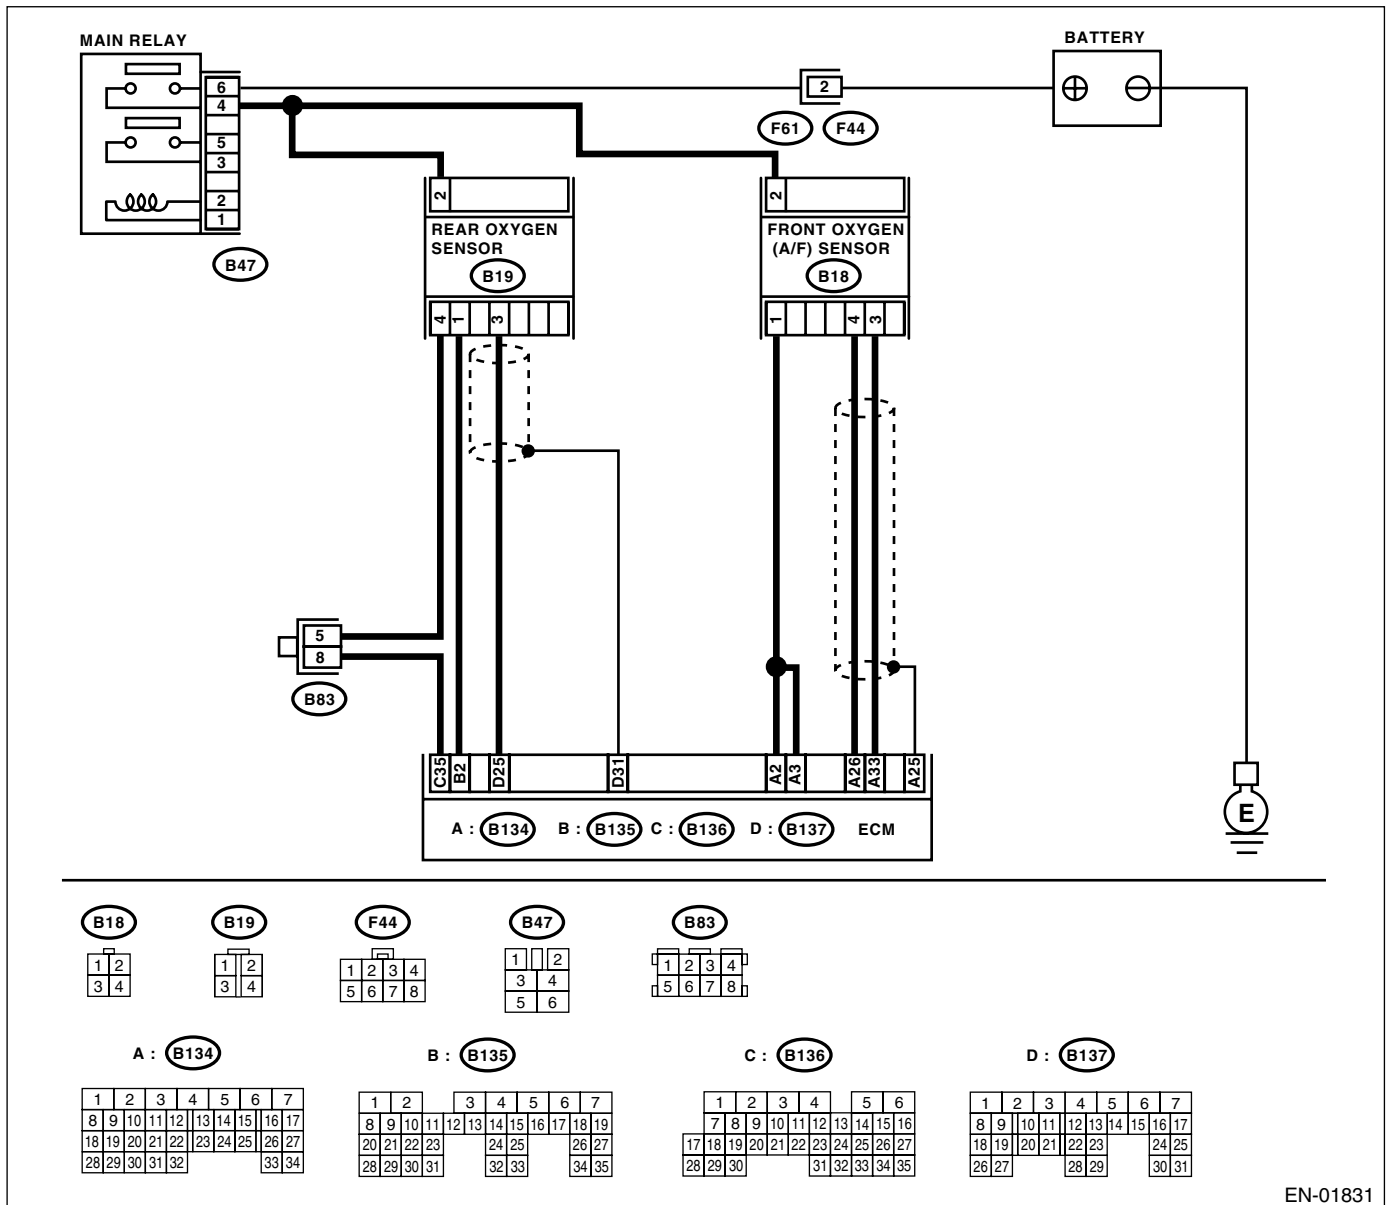 MAIN RELAY
BATTERY
6
4
5
3
2
1
2
F61
F44
B47
2
REAR OXYGEN
SENSOR
B19
4 1 3
2
FRONT OXYGEN
(A/F) SENSOR
B18
1 4 3
5
8
B83
C35 B2 D25 D31 A2 A3 A26 A33 A25
A : B134 B : B135 C : B136 D : B137 ECM
E
B18 B19 F44 B47 B83
1 2
3 4
1 2
3 4
1 2 3 4
5 6 7 8
1 2
3 4
5 6
1 2 3 4
5 6 7 8
A : B134
1 2 3 4 5 6 7
8 9 10 11 12 13 14 15 16 17
18 19 20 21 22 23 24 25 26 27
28 29 30 31 32 33 34
B : B135
1 2 3 4 5 6 7
8 9 10 11 12 13 14 15 16 17 18 19
20 21 22 23 24 25 26 27
28 29 30 31 32 33 34 35
C : B136
1 2 3 4 5 6
7 8 9 10 11 12 13 14 15 16
17 18 19 20 21 22 23 24 25 26 27
28 29 30 31 32 33 34 35
D : B137
1 2 3 4 5 6 7
8 9 10 11 12 13 14 15 16 17
18 19 20 21 22 23 24 25
26 27 28 29 30 31
EN-01831